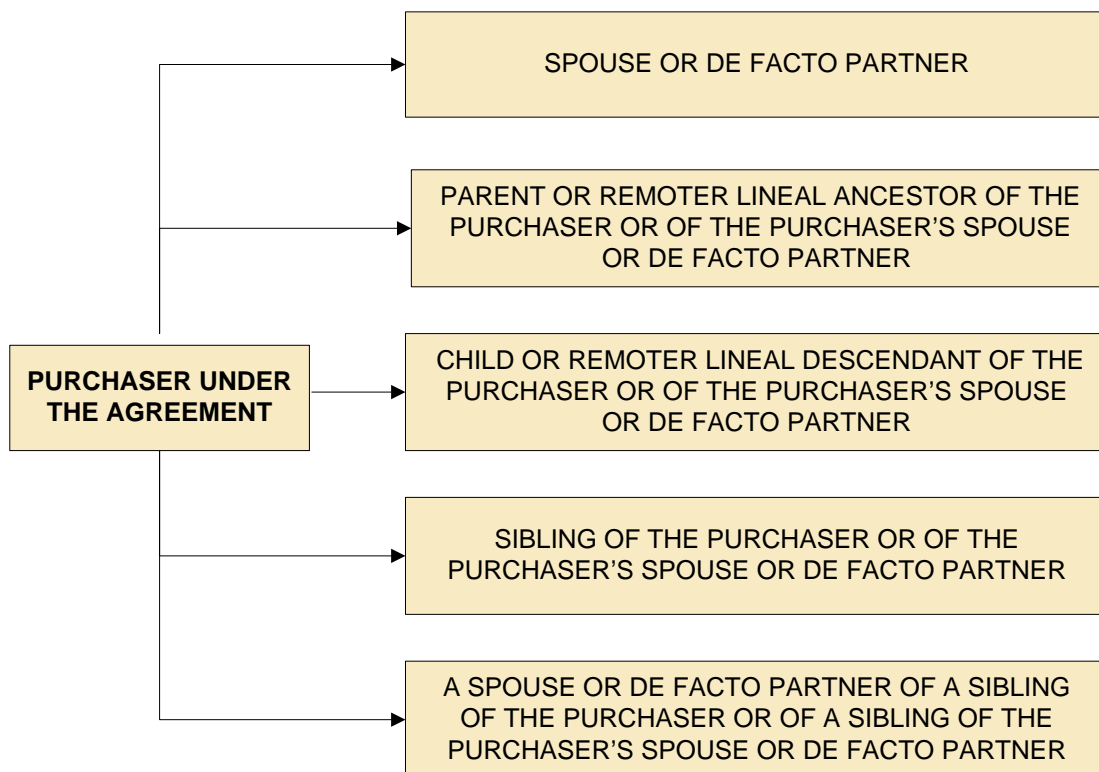 SPOUSE OR DE FACTO PARTNER
PARENT OR REMOTER LINEAL ANCESTOR OF THE
PURCHASER OR OF THE PURCHASER’S SPOUSE
OR DE FACTO PARTNER
PURCHASER UNDER
THE AGREEMENT
CHILD OR REMOTER LINEAL DESCENDANT OF THE
PURCHASER OR OF THE PURCHASER’S SPOUSE
OR DE FACTO PARTNER
SIBLING OF THE PURCHASER OR OF THE
PURCHASER’S SPOUSE OR DE FACTO PARTNER
A SPOUSE OR DE FACTO PARTNER OF A SIBLING
OF THE PURCHASER OR OF A SIBLING OF THE
PURCHASER’S SPOUSE OR DE FACTO PARTNER